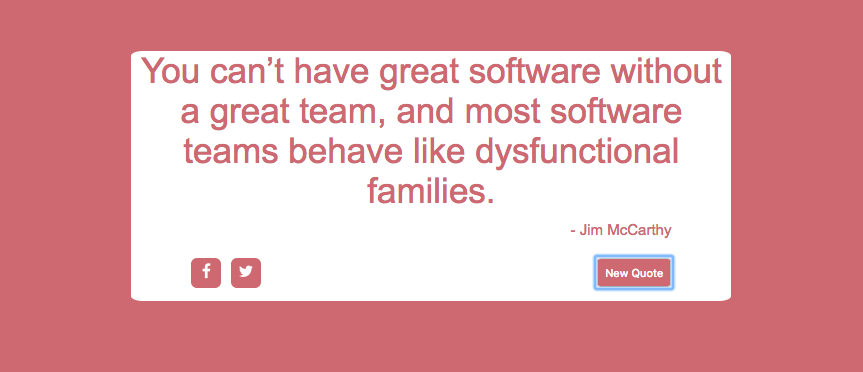 You can’t have great software without
a great team, and most software
teams behave like dysfunctional
families.
- Jim McCarthy
New Quote